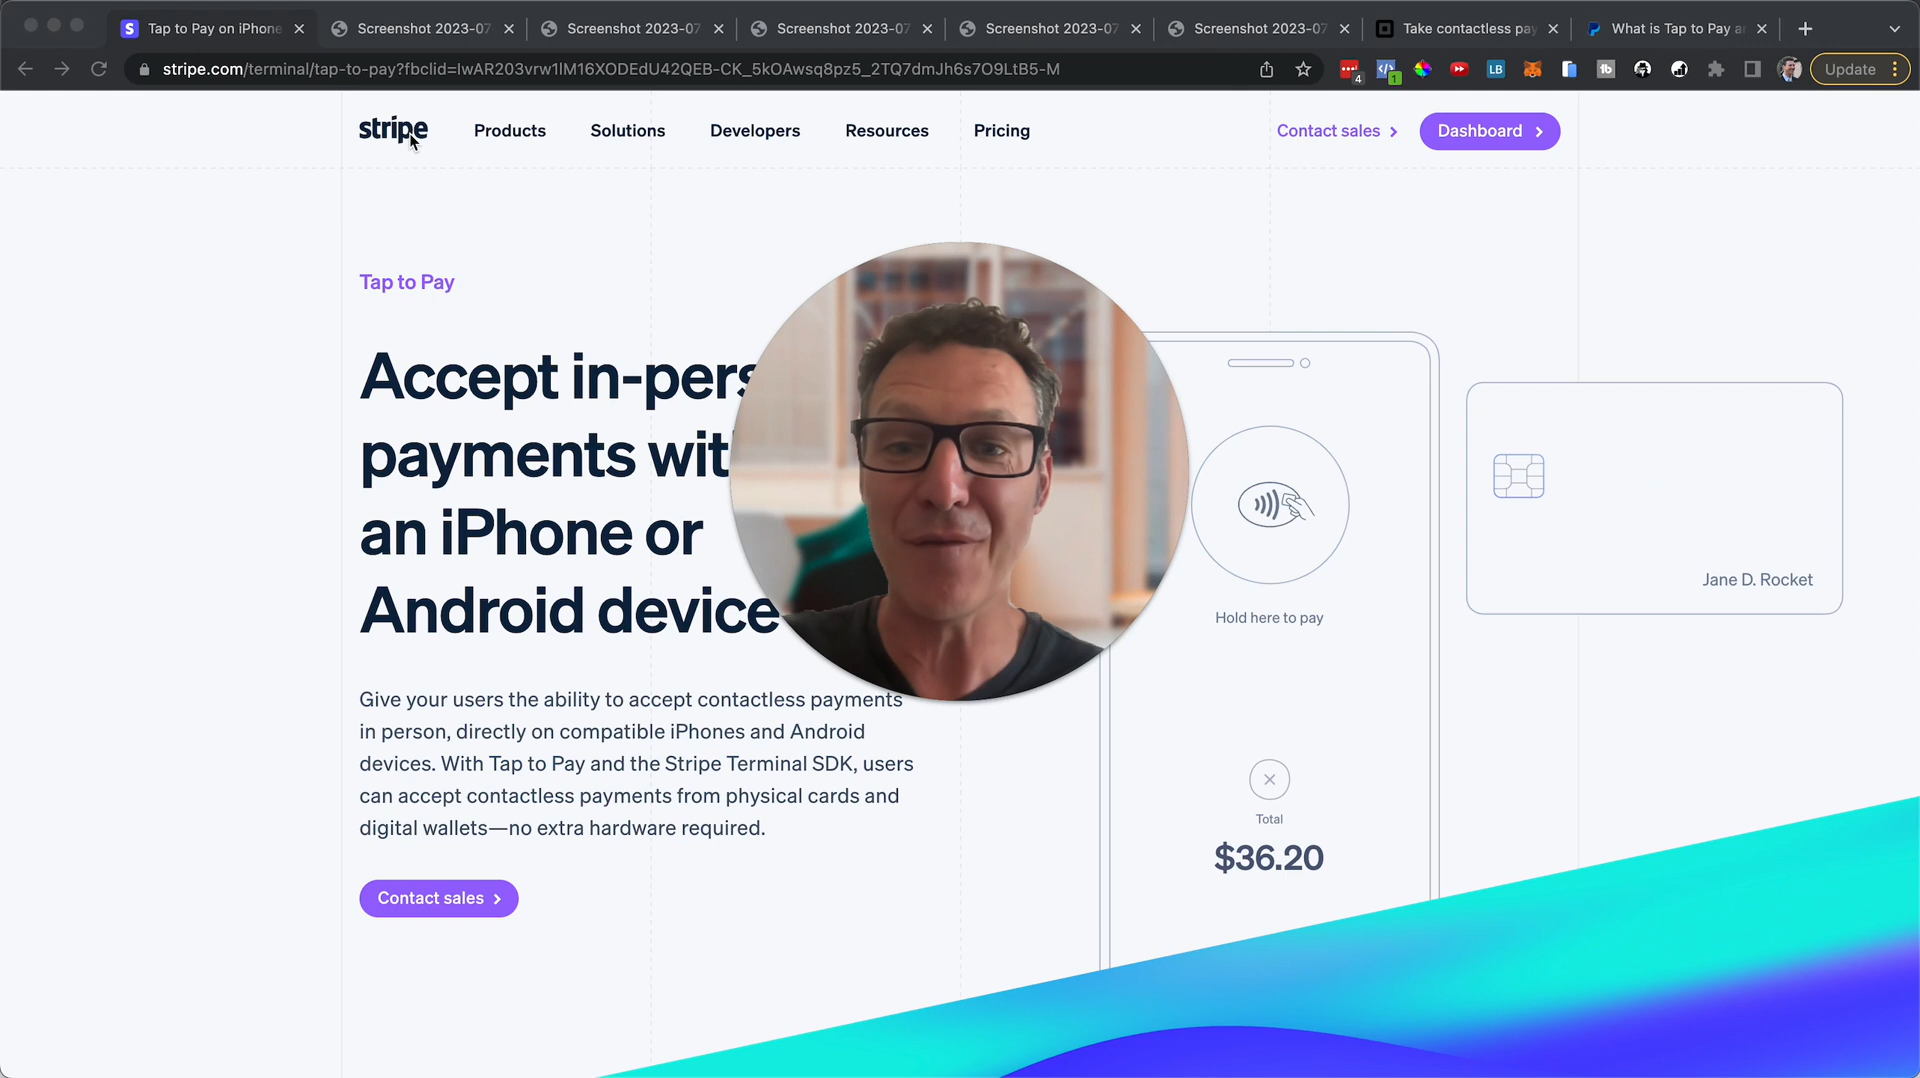 Tap to Pay on iPhone
Screenshot 2023-07
Screenshot 2023-07
Screenshot 2023-07
Screenshot 2023-07
Screenshot 2023-07
Take contactless pay
What is Tap to Pay a
stripe.com/terminal/tap-to-pay?fbclid=IwAR203vrw1lM16XODEdU42QEB-CK_5kOAwsq8pz5_2TQ7dmJh6s7O9LtB5-M
4
1
LB
Update
stripe
Products
Solutions
Developers
Resources
Pricing
Contact sales
Dashboard
Tap to Pay
Accept in-pers
payments wit
an iPhone or
Android device
Give your users the ability to accept contactless payments
in person, directly on compatible iPhones and Android
devices. With Tap to Pay and the Stripe Terminal SDK, users
can accept contactless payments from physical cards and
digital wallets—no extra hardware required.
Contact sales
Hold here to pay
Total
$36.20
Jane D. Rocket